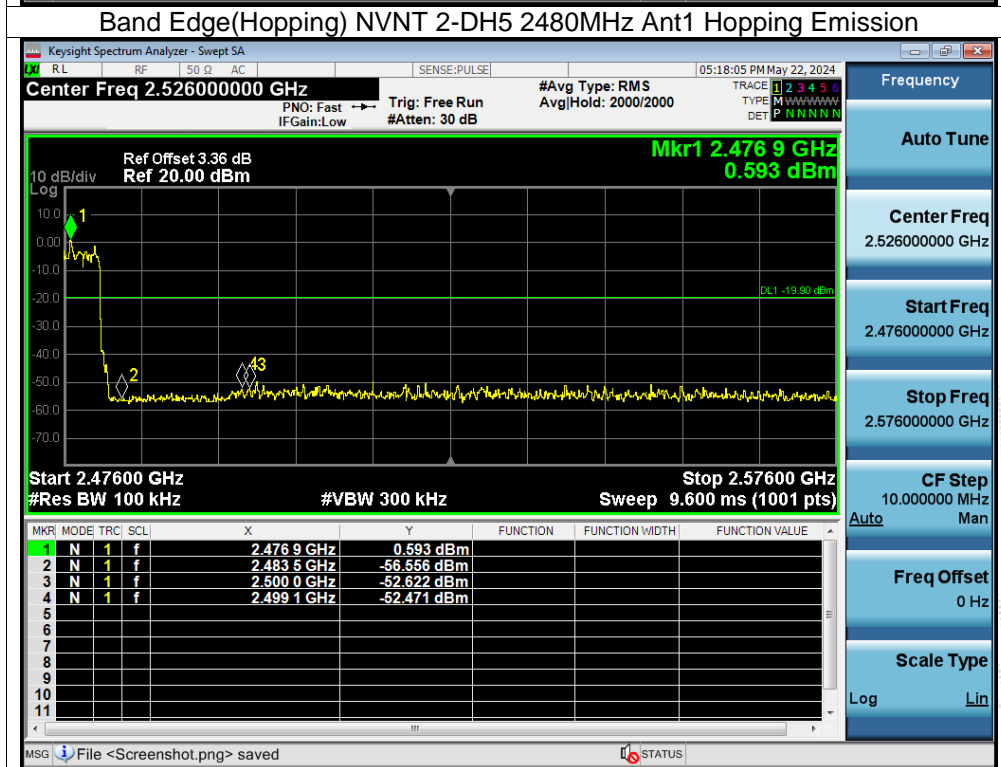 Band Edge(Hopping) NVNT 2-DH5 2480MHz Ant1 Hopping Emission
Keysight Spectrum Analyzer - Swept SA
LXI RL RF 50 Ω AC SENSE:PULSE 05:18:05 PM May 22, 2024
Center Freq 2.526000000 GHz #Avg Type: RMS TRACE 1 2 3 4 5 6
PNO: Fast Trig: Free Run Avg|Hold: 2000/2000 TYPE M WWWWW
IFGain:Low #Atten: 30 dB DET P N N N N N
Mkr1 2.476 9 GHz
0.593 dBm
Ref Offset 3.36 dB
10 dB/div Ref 20.00 dBm
Log
10.0
0.00
-10.0
-20.0
-30.0
-40.0
-50.0
-60.0
-70.0
1
DL1 -19.90 dBm
2
43
Start 2.47600 GHz Stop 2.57600 GHz
#Res BW 100 kHz #VBW 300 kHz Sweep 9.600 ms (1001 pts)
MKR MODE TRC SCL X Y FUNCTION FUNCTION WIDTH FUNCTION VALUE
1 N 1 f 2.476 9 GHz 0.593 dBm
2 N 1 f 2.483 5 GHz -56.556 dBm
3 N 1 f 2.500 0 GHz -52.622 dBm
4 N 1 f 2.499 1 GHz -52.471 dBm
5
6
7
8
9
10
11
MSG File <Screenshot.png> saved STATUS
Frequency
Auto Tune
Center Freq
2.526000000 GHz
Start Freq
2.476000000 GHz
Stop Freq
2.576000000 GHz
CF Step
10.000000 MHz
Auto Man
Freq Offset
0 Hz
Scale Type
Log Lin